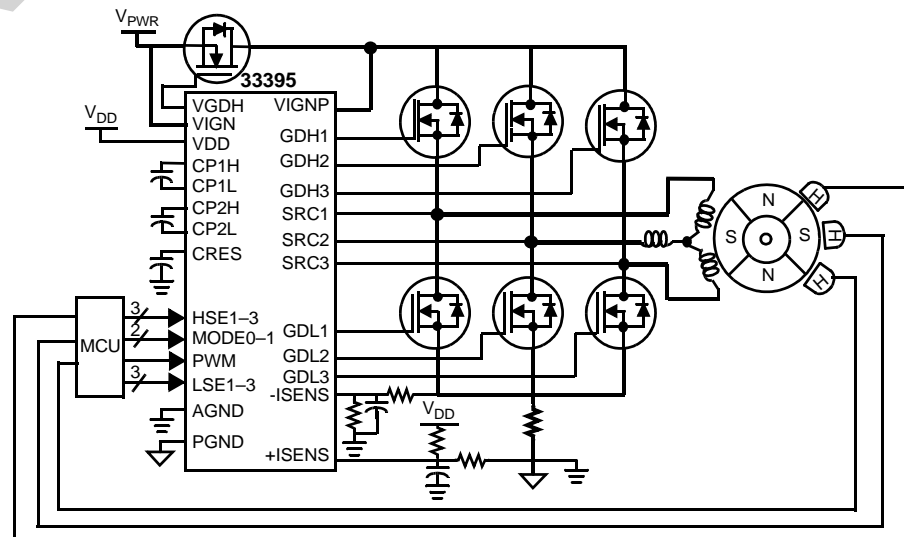 VPWR
33395
VDD
VGDH
VIGN
VDD
CP1H
CP1L
CP2H
CP2L
CRES
HSE1–3
MODE0–1
PWM
LSE1–3
AGND
PGND
VIGNP
GDH1
GDH2
GDH3
SRC1
SRC2
SRC3
GDL1
GDL2
GDL3
-ISENS
+ISENS
MCU
3
2
3
VDD
N
S
S
N
H
H
H